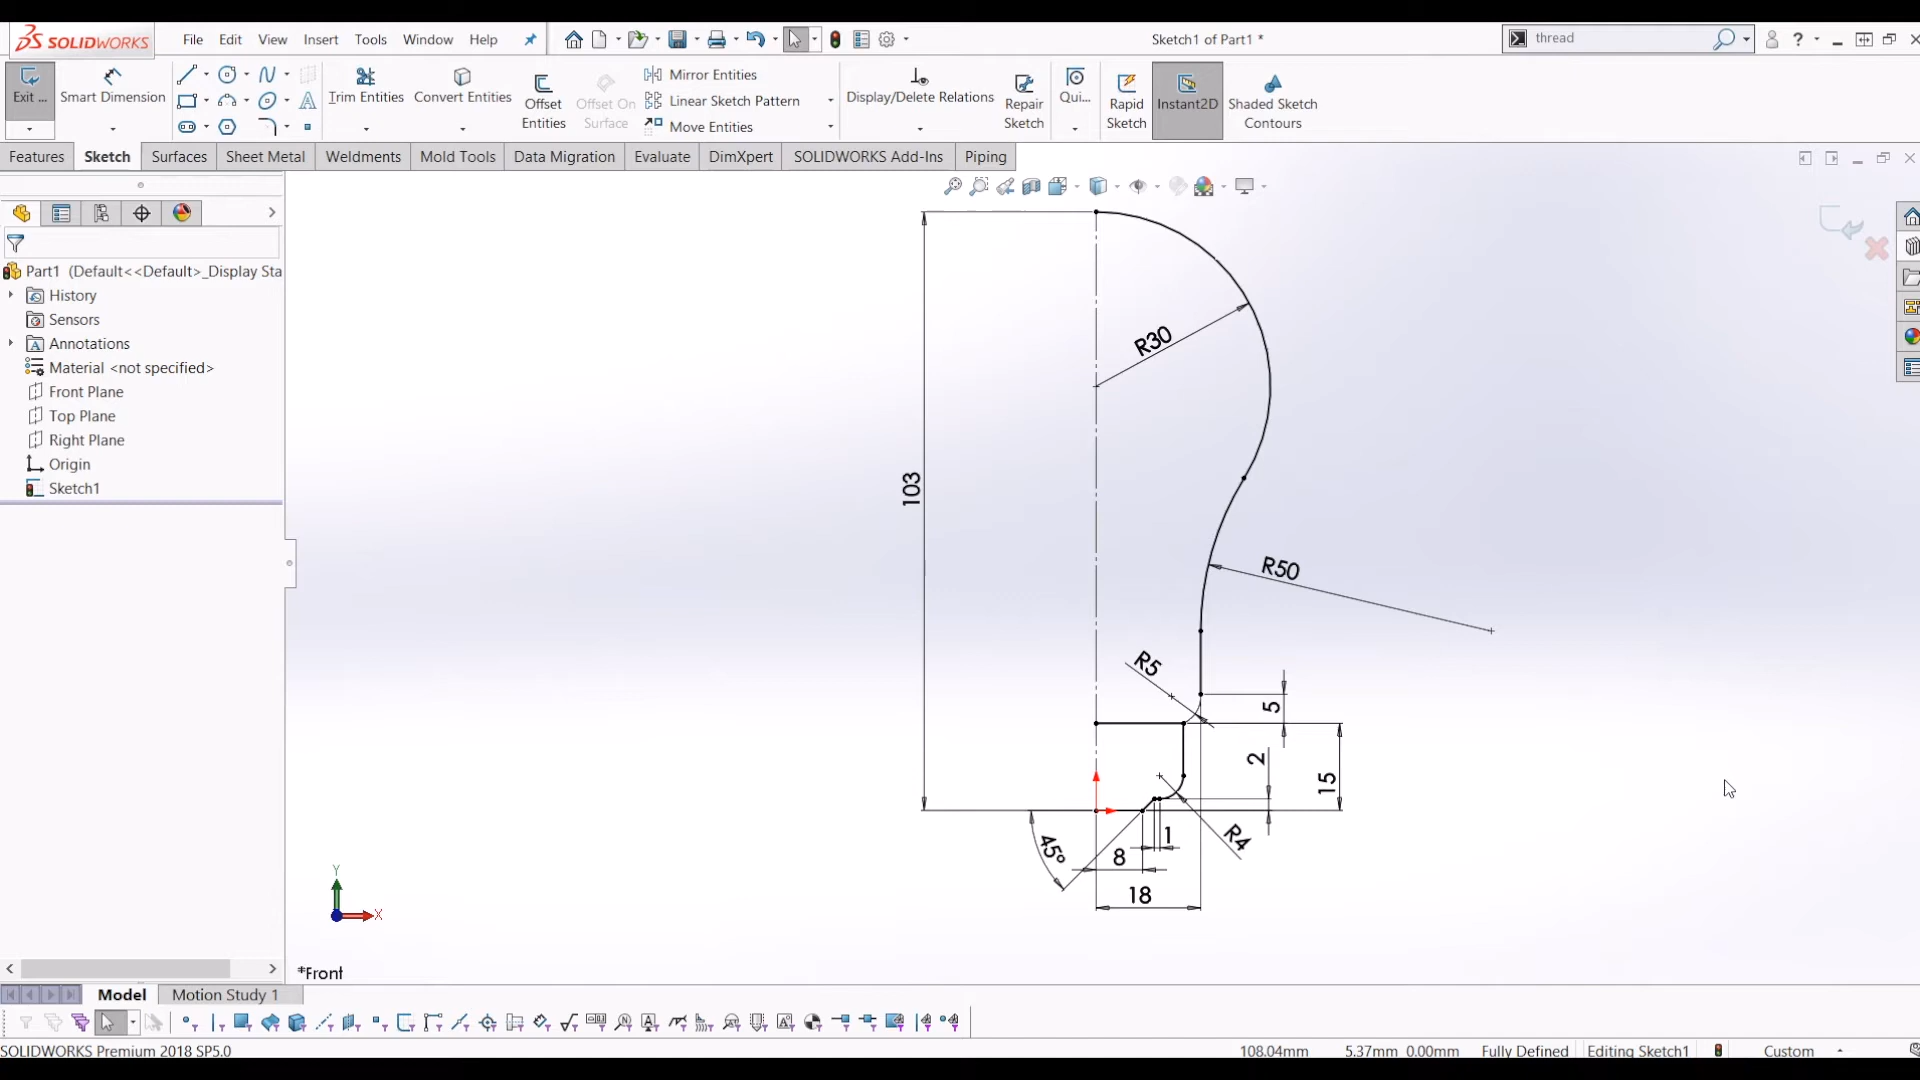 SOLIDWORKS
File Edit View Insert Tools Window Help
Sketch1 of Part1 *
thread
Exit ...
Smart Dimension
Trim Entities
Convert Entities
Offset Entities
Offset On Surface
Mirror Entities
Linear Sketch Pattern
Move Entities
Display/Delete Relations
Repair Sketch
Qui...
Rapid Sketch
Instant2D
Shaded Sketch Contours
Features Sketch Surfaces Sheet Metal Weldments Mold Tools Data Migration Evaluate DimXpert SOLIDWORKS Add-Ins Piping
Part1 (Default<<Default>_Display Sta
History
Sensors
Annotations
Material <not specified>
Front Plane
Top Plane
Right Plane
Origin
Sketch1
R30
103
R50
R5
5
2
15
1
R4
45°
8
18
Y
X
*Front
Model Motion Study 1
SOLIDWORKS Premium 2018 SP5.0
108.04mm 5.37mm 0.00mm Fully Defined Editing Sketch1 Custom